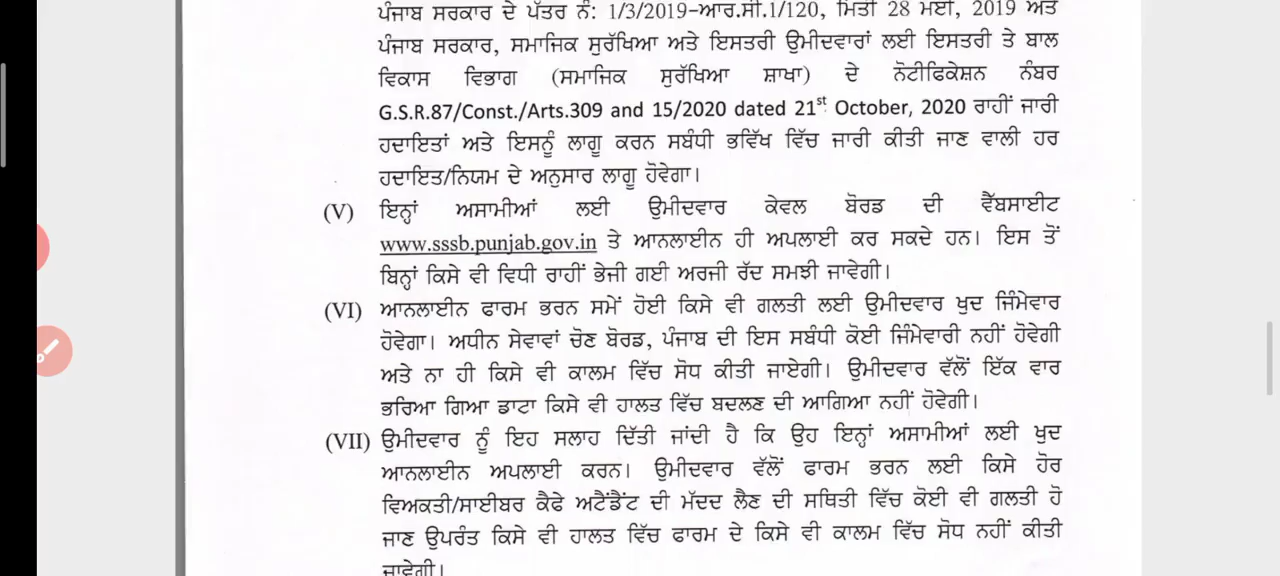 ਪੰਜਾਬ ਸਰਕਾਰ ਦੇ ਪੱਤਰ ਨੰ: 1/3/2019-ਆਰ.ਸੀ.1/120, ਮਿਤੀ 28 ਮਈ, 2019 ਅਤੇ
ਪੰਜਾਬ ਸਰਕਾਰ, ਸਮਾਜਿਕ ਸੁਰੱਖਿਆ ਅਤੇ ਇਸਤਰੀ ਉਮੀਦਵਾਰਾਂ ਲਈ ਇਸਤਰੀ ਤੇ ਬਾਲ
ਵਿਕਾਸ ਵਿਭਾਗ (ਸਮਾਜਿਕ ਸੁਰੱਖਿਆ ਸ਼ਾਖਾ) ਦੇ ਨੋਟੀਫਿਕੇਸ਼ਨ ਨੰਬਰ
G.S.R.87/Const./Arts.309 and 15/2020 dated 21st October, 2020 ਰਾਹੀਂ ਜਾਰੀ
ਹਦਾਇਤਾਂ ਅਤੇ ਇਸਨੂੰ ਲਾਗੂ ਕਰਨ ਸਬੰਧੀ ਭਵਿੱਖ ਵਿੱਚ ਜਾਰੀ ਕੀਤੀ ਜਾਣ ਵਾਲੀ ਹਰ
ਹਦਾਇਤ/ਨਿਯਮ ਦੇ ਅਨੁਸਾਰ ਲਾਗੂ ਹੋਵੇਗਾ।
(V) ਇਨ੍ਹਾਂ ਅਸਾਮੀਆਂ ਲਈ ਉਮੀਦਵਾਰ ਕੇਵਲ ਬੋਰਡ ਦੀ ਵੈੱਬਸਾਈਟ
www.sssb.punjab.gov.in ਤੇ ਆਨਲਾਈਨ ਹੀ ਅਪਲਾਈ ਕਰ ਸਕਦੇ ਹਨ। ਇਸ ਤੋਂ
ਬਿਨ੍ਹਾਂ ਕਿਸੇ ਵੀ ਵਿਧੀ ਰਾਹੀਂ ਭੇਜੀ ਗਈ ਅਰਜੀ ਰੱਦ ਸਮਝੀ ਜਾਵੇਗੀ।
(VI) ਆਨਲਾਈਨ ਫਾਰਮ ਭਰਨ ਸਮੇਂ ਹੋਈ ਕਿਸੇ ਵੀ ਗਲਤੀ ਲਈ ਉਮੀਦਵਾਰ ਖੁਦ ਜਿੰਮੇਵਾਰ
ਹੋਵੇਗਾ। ਅਧੀਨ ਸੇਵਾਵਾਂ ਚੋਣ ਬੋਰਡ, ਪੰਜਾਬ ਦੀ ਇਸ ਸਬੰਧੀ ਕੋਈ ਜਿੰਮੇਵਾਰੀ ਨਹੀਂ ਹੋਵੇਗੀ
ਅਤੇ ਨਾ ਹੀ ਕਿਸੇ ਵੀ ਕਾਲਮ ਵਿੱਚ ਸੋਧ ਕੀਤੀ ਜਾਏਗੀ। ਉਮੀਦਵਾਰ ਵੱਲੋਂ ਇੱਕ ਵਾਰ
ਭਰਿਆ ਗਿਆ ਡਾਟਾ ਕਿਸੇ ਵੀ ਹਾਲਤ ਵਿੱਚ ਬਦਲਣ ਦੀ ਆਗਿਆ ਨਹੀਂ ਹੋਵੇਗੀ।
(VII) ਉਮੀਦਵਾਰ ਨੂੰ ਇਹ ਸਲਾਹ ਦਿੱਤੀ ਜਾਂਦੀ ਹੈ ਕਿ ਉਹ ਇਨ੍ਹਾਂ ਅਸਾਮੀਆਂ ਲਈ ਖੁਦ
ਆਨਲਾਈਨ ਅਪਲਾਈ ਕਰਨ। ਉਮੀਦਵਾਰ ਵੱਲੋਂ ਫਾਰਮ ਭਰਨ ਲਈ ਕਿਸੇ ਹੋਰ
ਵਿਅਕਤੀ/ਸਾਈਬਰ ਕੈਫੇ ਅਟੈਂਡੈਂਟ ਦੀ ਮੱਦਦ ਲੈਣ ਦੀ ਸਥਿਤੀ ਵਿੱਚ ਕੋਈ ਵੀ ਗਲਤੀ ਹੋ
ਜਾਣ ਉਪਰੰਤ ਕਿਸੇ ਵੀ ਹਾਲਤ ਵਿੱਚ ਫਾਰਮ ਦੇ ਕਿਸੇ ਵੀ ਕਾਲਮ ਵਿੱਚ ਸੋਧ ਨਹੀਂ ਕੀਤੀ
ਜਾਵੇਗੀ।